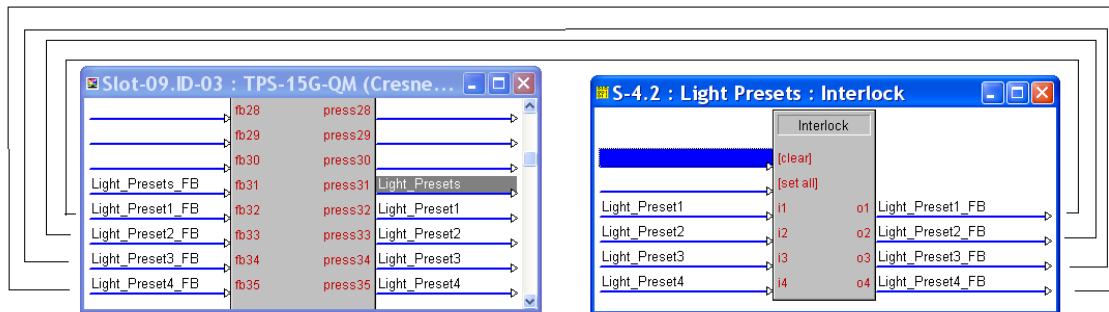 Slot-09.ID-03 : TPS-15G-QM (Cresne...
fb28 press28
fb29 press29
fb30 press30
Light_Presets_FB fb31 press31 Light_Presets
Light_Preset1_FB fb32 press32 Light_Preset1
Light_Preset2_FB fb33 press33 Light_Preset2
Light_Preset3_FB fb34 press34 Light_Preset3
Light_Preset4_FB fb35 press35 Light_Preset4
S-4.2 : Light Presets : Interlock
Interlock
[clear]
[set all]
Light_Preset1 i1 o1 Light_Preset1_FB
Light_Preset2 i2 o2 Light_Preset2_FB
Light_Preset3 i3 o3 Light_Preset3_FB
Light_Preset4 i4 o4 Light_Preset4_FB